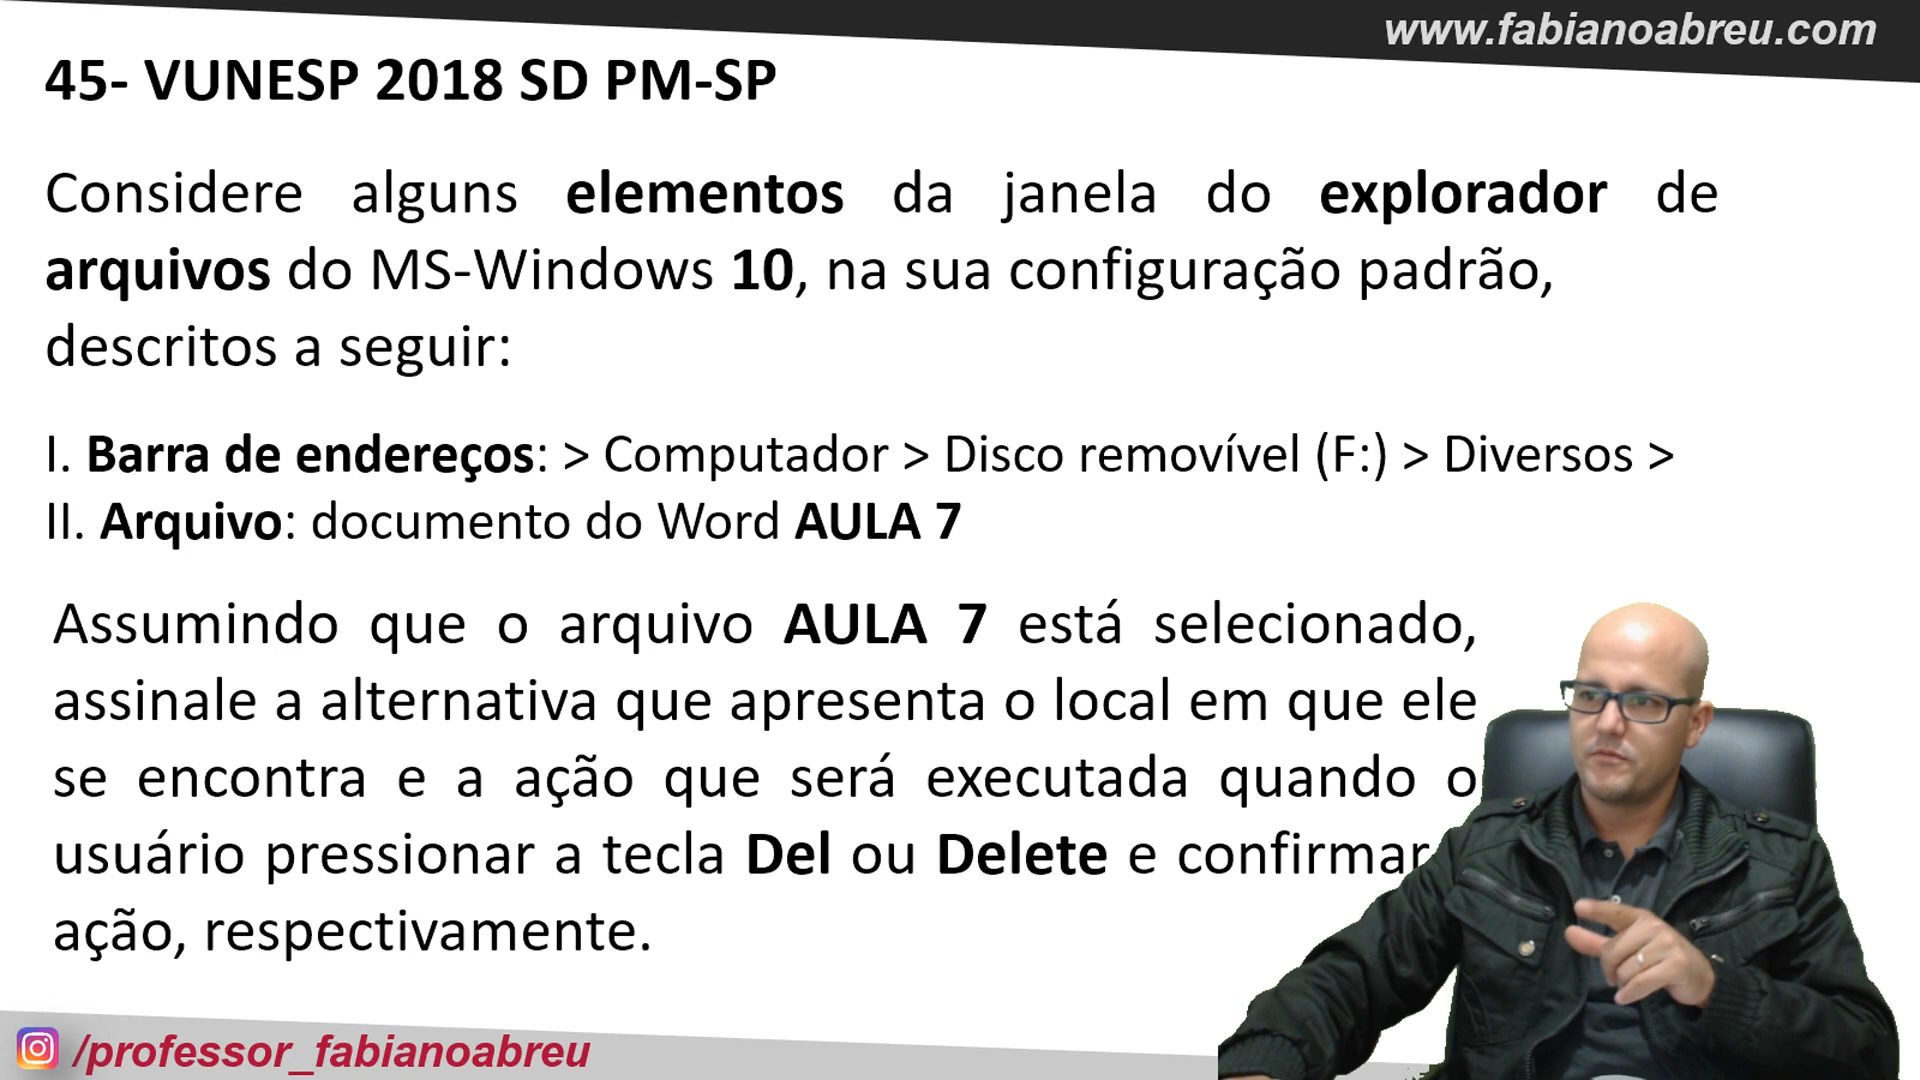 www.fabianoabreu.com
45- VUNESP 2018 SD PM-SP
Considere alguns elementos da janela do explorador de
arquivos do MS-Windows 10, na sua configuração padrão,
descritos a seguir:
I. Barra de endereços: > Computador > Disco removível (F:) > Diversos >
II. Arquivo: documento do Word AULA 7
Assumindo que o arquivo AULA 7 está selecionado,
assinale a alternativa que apresenta o local em que ele
se encontra e a ação que será executada quando o
usuário pressionar a tecla Del ou Delete e confirmar
ação, respectivamente.
/professor_fabianoabreu